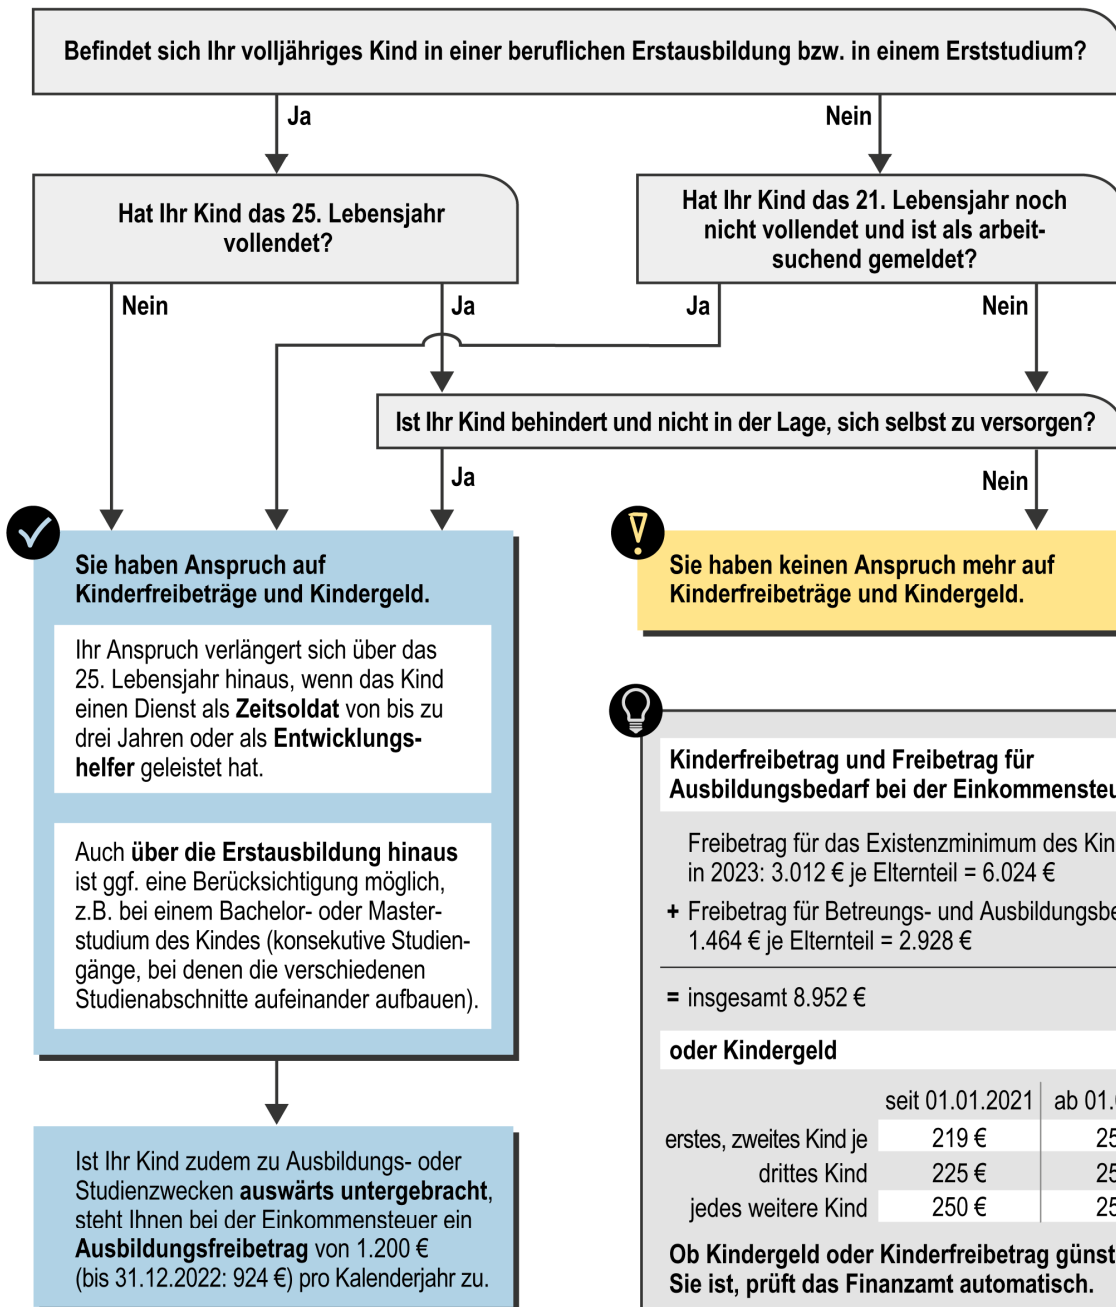 Befindet sich Ihr volljähriges Kind in einer beruflichen Erstausbildung bzw. in einem Erststudium?
Ja
Nein
Hat Ihr Kind das 25. Lebensjahr
vollendet?
Hat Ihr Kind das 21. Lebensjahr noch
nicht vollendet und ist als arbeit-
suchend gemeldet?
Nein
Ja
Ja
Nein
Ist Ihr Kind behindert und nicht in der Lage, sich selbst zu versorgen?
Ja
Nein
Sie haben Anspruch auf
Kinderfreibeträge und Kindergeld.
Ihr Anspruch verlängert sich über das
25. Lebensjahr hinaus, wenn das Kind
einen Dienst als Zeitsoldat von bis zu
drei Jahren oder als Entwicklungs-
helfer geleistet hat.
Auch über die Erstausbildung hinaus
ist ggf. eine Berücksichtigung möglich,
z.B. bei einem Bachelor- oder Master-
studium des Kindes (konsekutive Studien-
gänge, bei denen die verschiedenen
Studienabschnitte aufeinander aufbauen).
Ist Ihr Kind zudem zu Ausbildungs- oder
Studienzwecken auswärts untergebracht,
steht Ihnen bei der Einkommensteuer ein
Ausbildungsfreibetrag von 1.200 €
(bis 31.12.2022: 924 €) pro Kalenderjahr zu.
Sie haben keinen Anspruch mehr auf
Kinderfreibeträge und Kindergeld.
Kinderfreibetrag und Freibetrag für
Ausbildungsbedarf bei der
Freibetrag für das Existenzminimum des
in 2023: 3.012 € je Elternteil = 6.024 €
+ Freibetrag für Betreungs- und
1.464 € je Elternteil = 2.928 €
= insgesamt 8.952 €
oder Kindergeld
seit 01.01.2021 ab
erstes, zweites Kind je 219 €
drittes Kind 225 €
jedes weitere Kind 250 €
Ob Kindergeld oder Kinderfreibetrag
Sie ist, prüft das Finanzamt automatisch.